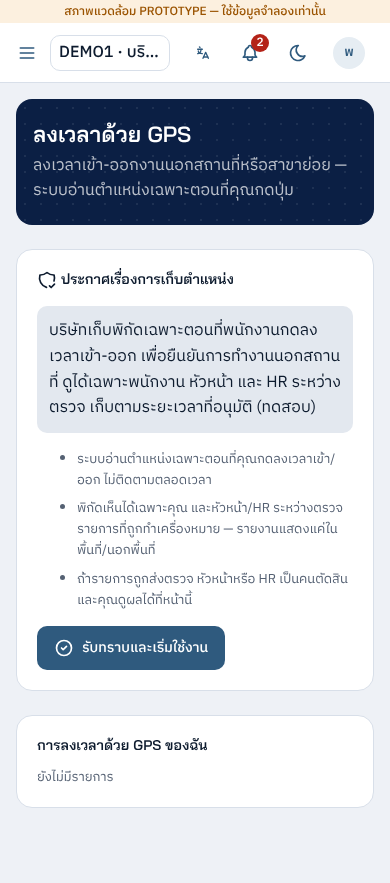 สภาพแวดล้อม PROTOTYPE — ใช้ข้อมูลจำลองเท่านั้น
DEMO1 · บริ...
2
พ
ลงเวลาด้วย GPS
ลงเวลาเข้า-ออกงานนอกสถานที่หรือสาขาย่อย —
ระบบอ่านตำแหน่งเฉพาะตอนที่คุณกดปุ่ม
ประกาศเรื่องการเก็บตำแหน่ง
บริษัทเก็บพิกัดเฉพาะตอนที่พนักงานกดลง
เวลาเข้า-ออก เพื่อยืนยันการทำงานนอกสถาน
ที่ ดูได้เฉพาะพนักงาน หัวหน้า และ HR ระหว่าง
ตรวจ เก็บตามระยะเวลาที่อนุมัติ (ทดสอบ)
ระบบอ่านตำแหน่งเฉพาะตอนที่คุณกดลงเวลาเข้า/
ออก ไม่ติดตามตลอดเวลา
พิกัดเห็นได้เฉพาะคุณ และหัวหน้า/HR ระหว่างตรวจ
รายการที่ถูกทำเครื่องหมาย — รายงานแสดงแค่ใน
พื้นที่/นอกพื้นที่
ถ้ารายการถูกส่งตรวจ หัวหน้าหรือ HR เป็นคนตัดสิน
และคุณดูผลได้ที่หน้านี้
รับทราบและเริ่มใช้งาน
การลงเวลาด้วย GPS ของฉัน
ยังไม่มีรายการ